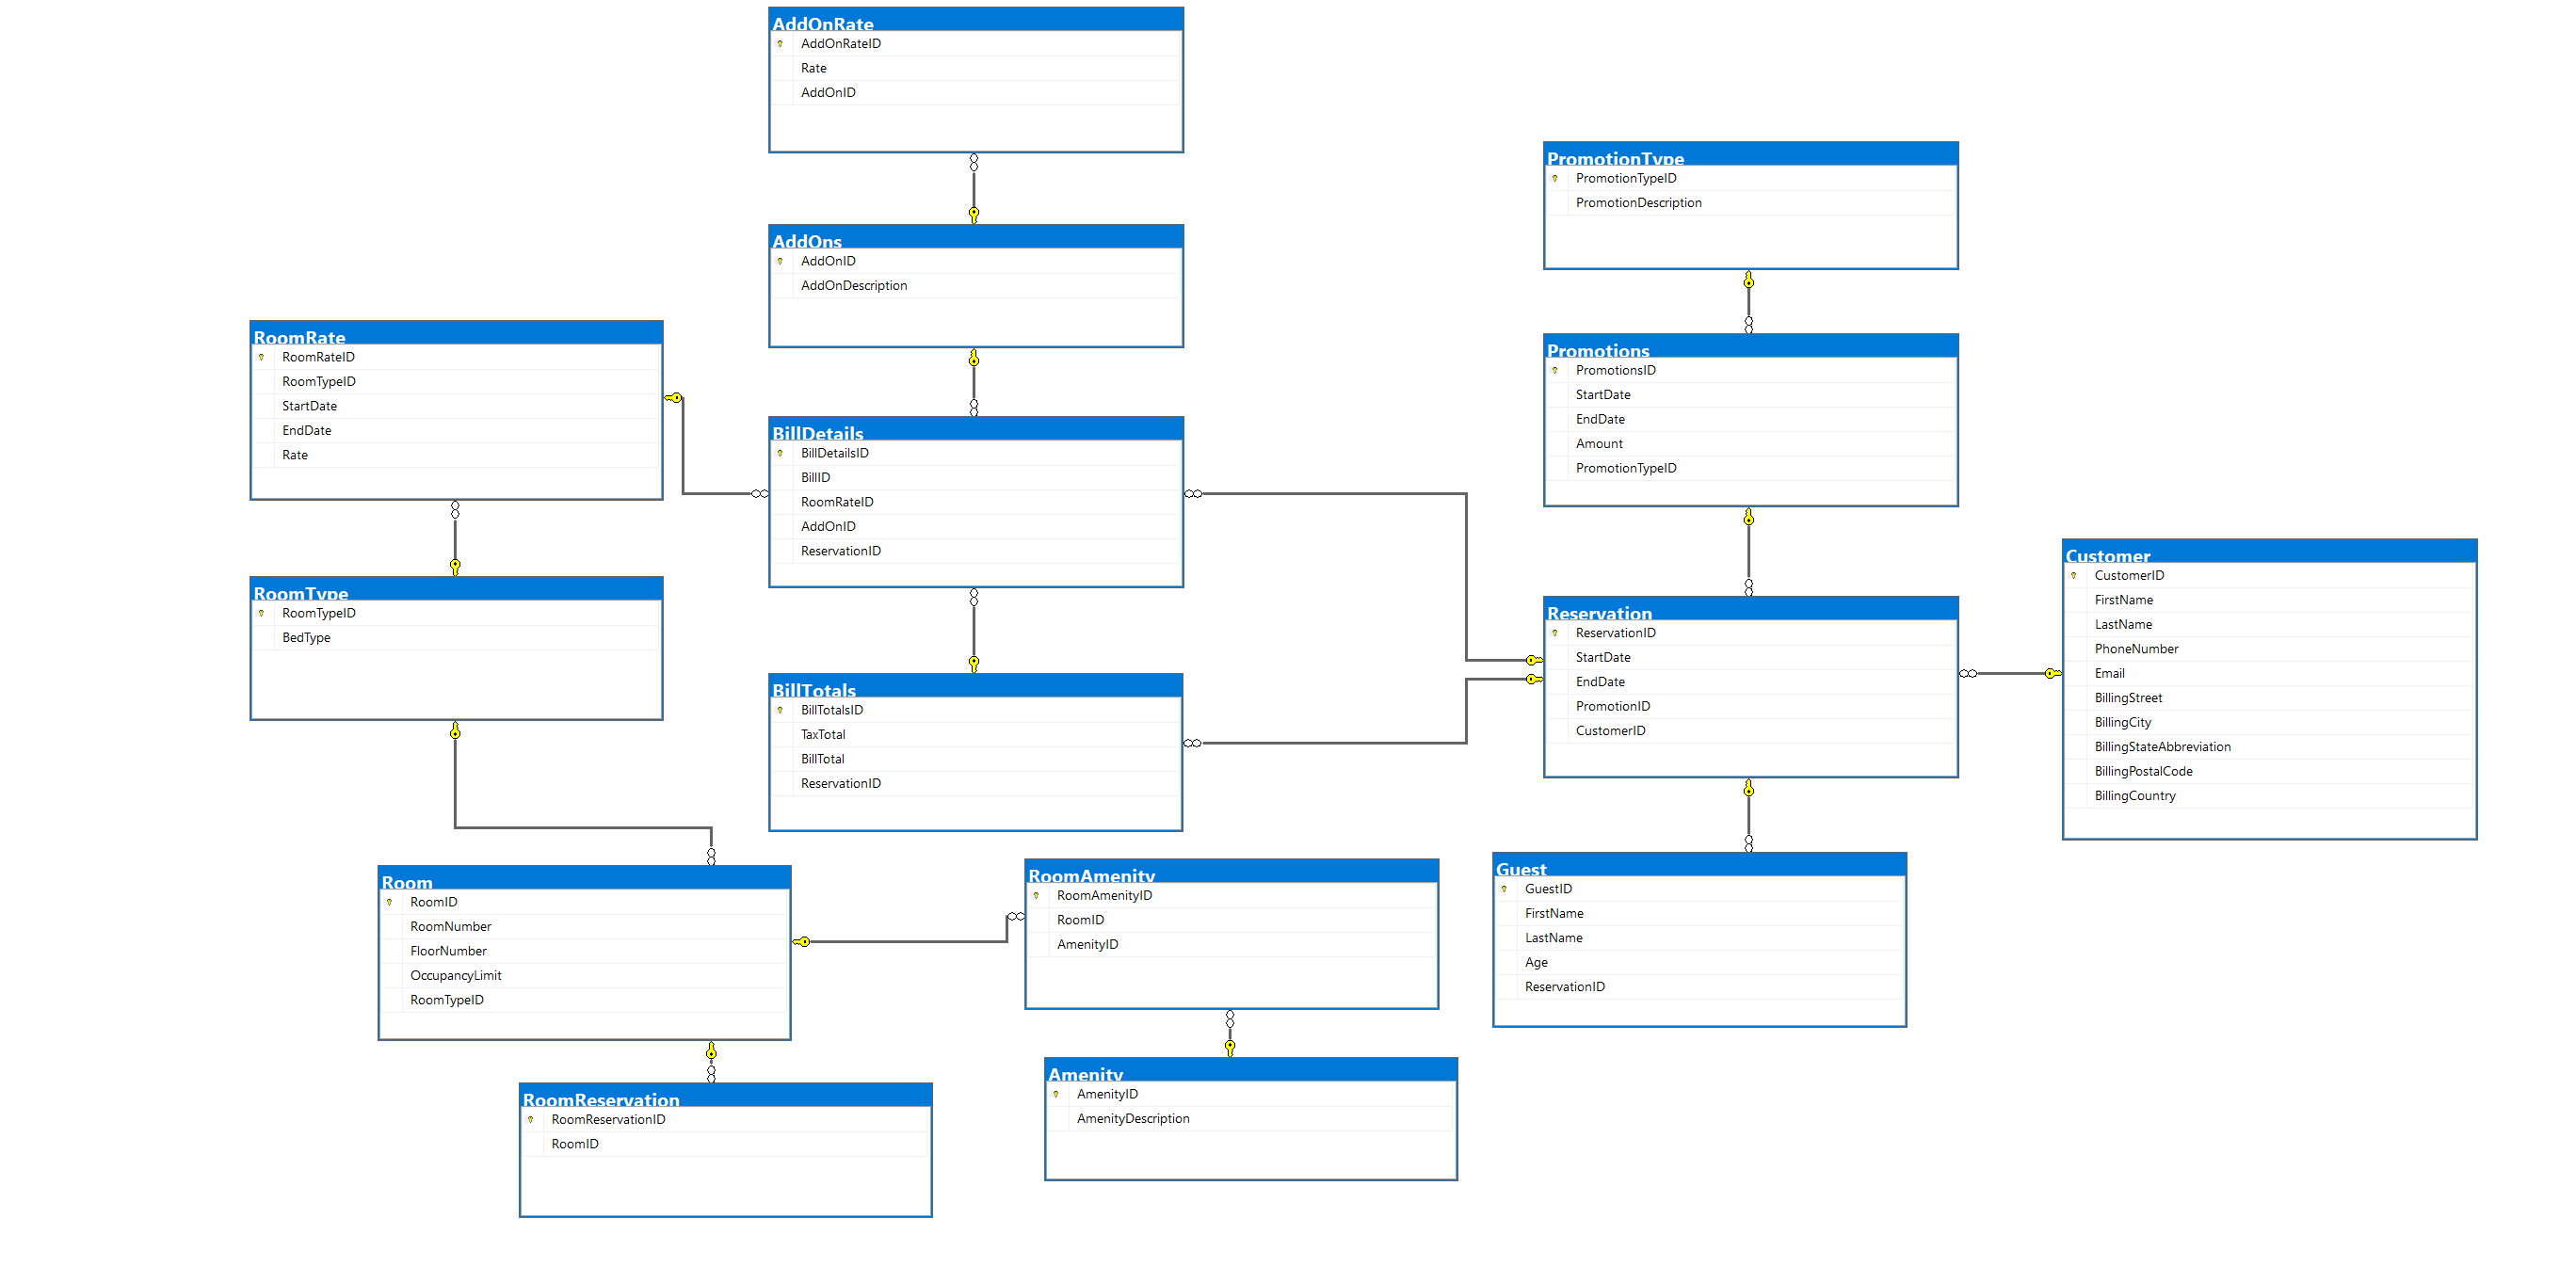 AddOnRate
AddOnRateID
Rate
AddOnID
PromotionType
PromotionTypeID
PromotionDescription
AddOns
AddOnID
AddOnDescription
RoomRate
RoomRateID
RoomTypeID
StartDate
EndDate
Rate
Promotions
PromotionsID
StartDate
EndDate
Amount
PromotionTypeID
BillDetails
BillDetailsID
BillID
RoomRateID
AddOnID
ReservationID
Customer
CustomerID
FirstName
LastName
PhoneNumber
Email
BillingStreet
BillingCity
BillingStateAbbreviation
BillingPostalCode
BillingCountry
RoomType
RoomTypeID
BedType
Reservation
ReservationID
StartDate
EndDate
PromotionID
CustomerID
BillTotals
BillTotalsID
TaxTotal
BillTotal
ReservationID
Room
RoomID
RoomNumber
FloorNumber
OccupancyLimit
RoomTypeID
RoomAmenity
RoomAmenityID
RoomID
AmenityID
Guest
GuestID
FirstName
LastName
Age
ReservationID
Amenity
AmenityID
AmenityDescription
RoomReservation
RoomReservationID
RoomID